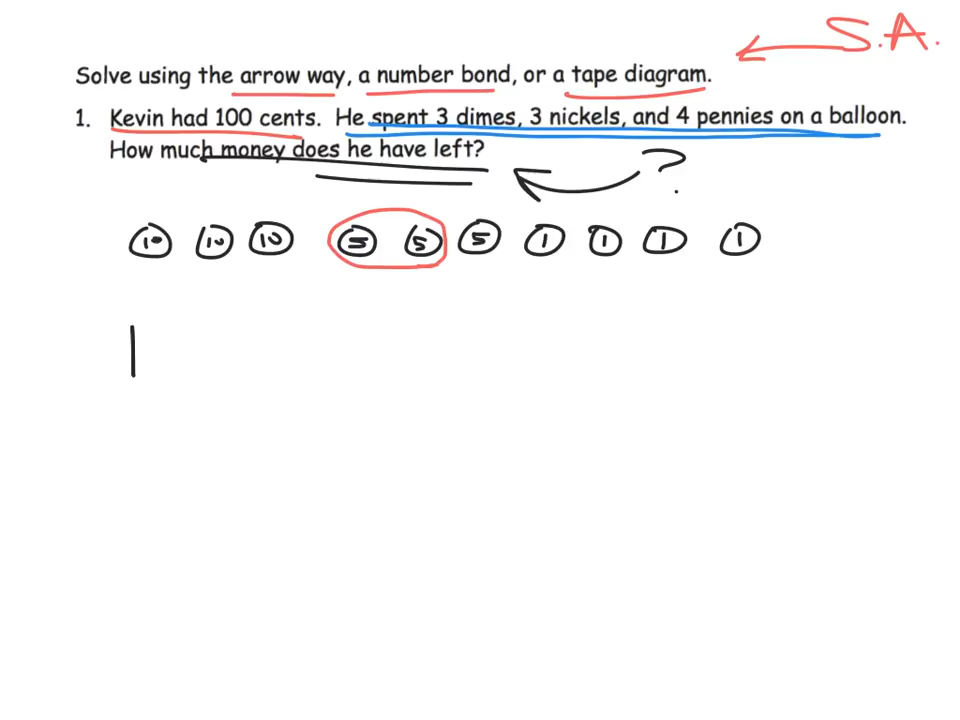 S.A.
Solve using the arrow way, a number bond, or a tape diagram.
1. Kevin had 100 cents. He spent 3 dimes, 3 nickels, and 4 pennies on a balloon.
How much money does he have left?
?
10 10 10 5 5 5 1 1 1 1